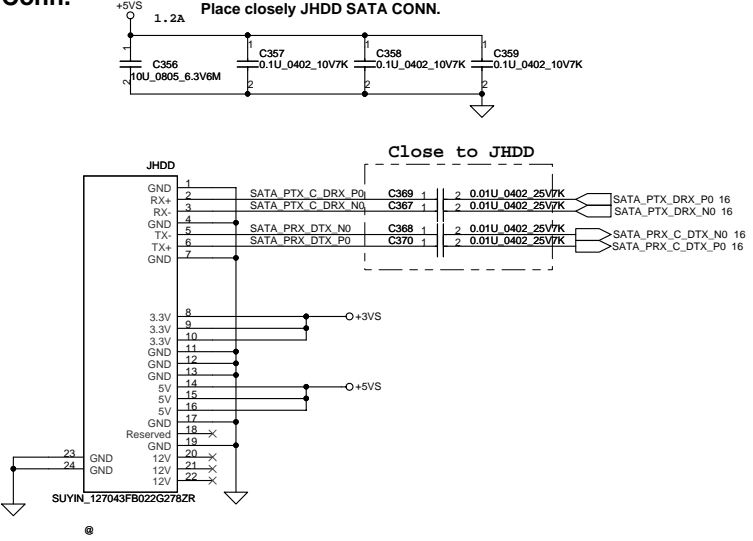 Conn.
+5VS
1.2A
Place closely JHDD SATA CONN.
1
2
C356
10U_0805_6.3V6M
1
2
C357
0.1U_0402_10V7K
1
2
C358
0.1U_0402_10V7K
1
2
C359
0.1U_0402_10V7K
Close to JHDD
JHDD
GND 1
RX+ 2 SATA_PTX_C_DRX_P0 C369 1 2 0.01U_0402_25V7K SATA_PTX_DRX_P0 16
RX- 3 SATA_PTX_C_DRX_N0 C367 1 2 0.01U_0402_25V7K SATA_PTX_DRX_N0 16
GND 4
TX- 5 SATA_PRX_DTX_N0 C368 1 2 0.01U_0402_25V7K SATA_PRX_C_DTX_N0 16
TX+ 6 SATA_PRX_DTX_P0 C370 1 2 0.01U_0402_25V7K SATA_PRX_C_DTX_P0 16
GND 7
3.3V 8 +3VS
3.3V 9
3.3V 10
GND 11
GND 12
GND 13
5V 14 +5VS
5V 15
5V 16
GND 17
Reserved 18
GND 19
12V 20
12V 21
12V 22
23 GND
24 GND
SUYIN_127043FB022G278ZR
@